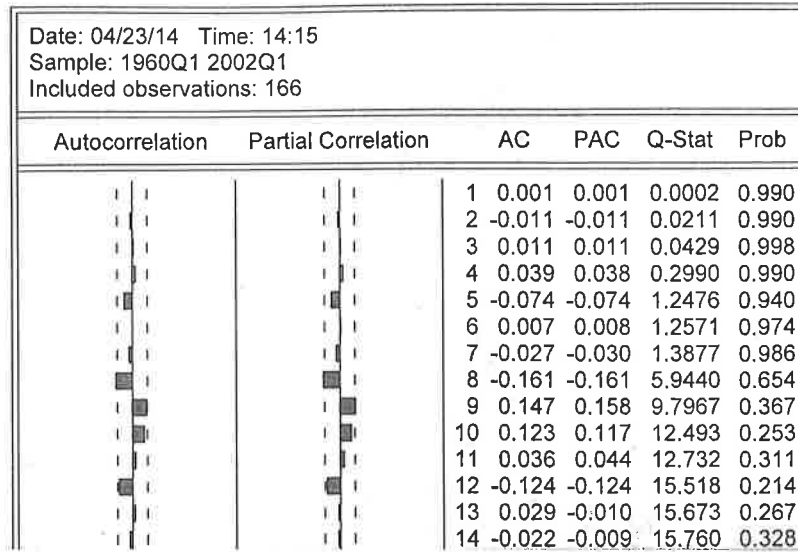 Date: 04/23/14 Time: 14:15
Sample: 1960Q1 2002Q1
Included observations: 166
Autocorrelation Partial Correlation AC PAC Q-Stat Prob
1 0.001 0.001 0.0002 0.990
2 -0.011 -0.011 0.0211 0.990
3 0.011 0.011 0.0429 0.998
4 0.039 0.038 0.2990 0.990
5 -0.074 -0.074 1.2476 0.940
6 0.007 0.008 1.2571 0.974
7 -0.027 -0.030 1.3877 0.986
8 -0.161 -0.161 5.9440 0.654
9 0.147 0.158 9.7967 0.367
10 0.123 0.117 12.493 0.253
11 0.036 0.044 12.732 0.311
12 -0.124 -0.124 15.518 0.214
13 0.029 -0.010 15.673 0.267
14 -0.022 -0.009 15.760 0.328